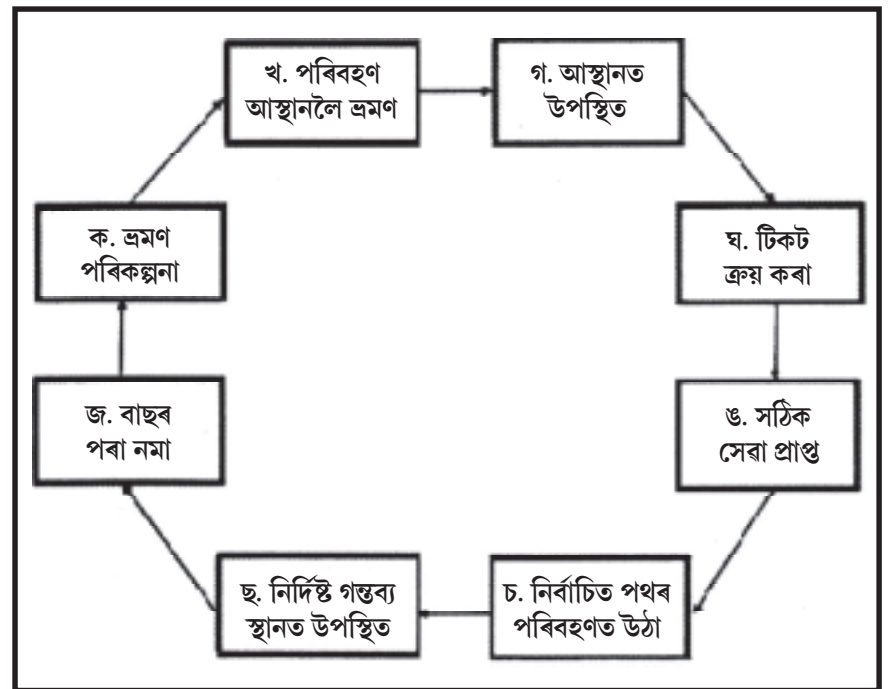 খ. পৰিবহণ
আস্থানলৈ ভ্ৰমণ
গ. আস্থানত
উপস্থিত
ক. ভ্ৰমণ
পৰিকল্পনা
ঘ. টিকট
ক্ৰয় কৰা
জ. বাছৰ
পৰা নমা
ঙ. সঠিক
সেৱা প্ৰাপ্ত
ছ. নিৰ্দিষ্ট গন্তব্য
স্থানত উপস্থিত
চ. নিৰ্বাচিত পথৰ
পৰিবহণত উঠা